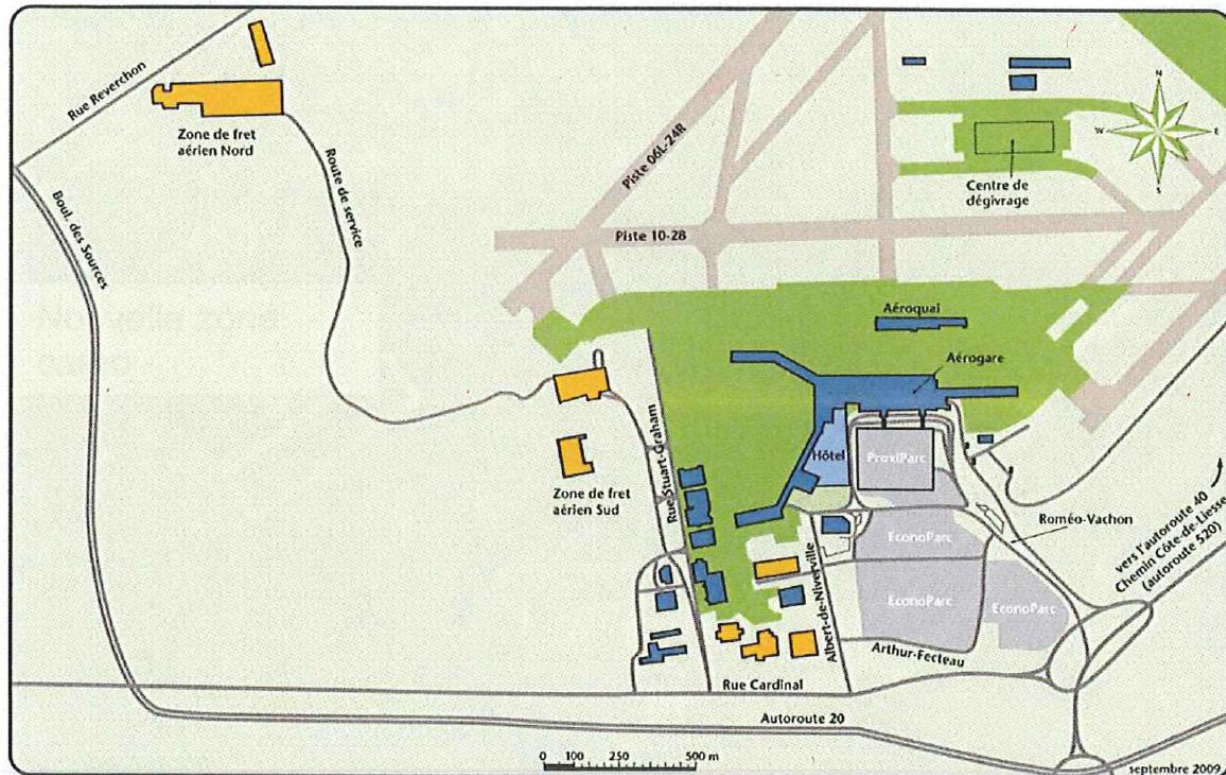 Rue Reverchon
Zone de fret
aérien Nord
Boul. des Sources
Route de service
Piste 06L-24R
Piste 10-28
N
W
E
S
Centre de
dégivrage
Aéroquai
Aérogare
Hôtel
ProxiParc
Zone de fret
aérien Sud
Rue Stuart-Graham
Albert-de-Niverville
EconoParc
EconoParc
EconoParc
Roméo-Vachon
vers l'autoroute 40
Chemin Côte-de-Liesse
(autoroute 520)
Arthur-Fecteau
Rue Cardinal
Autoroute 20
0 100 250 500 m
septembre 2009